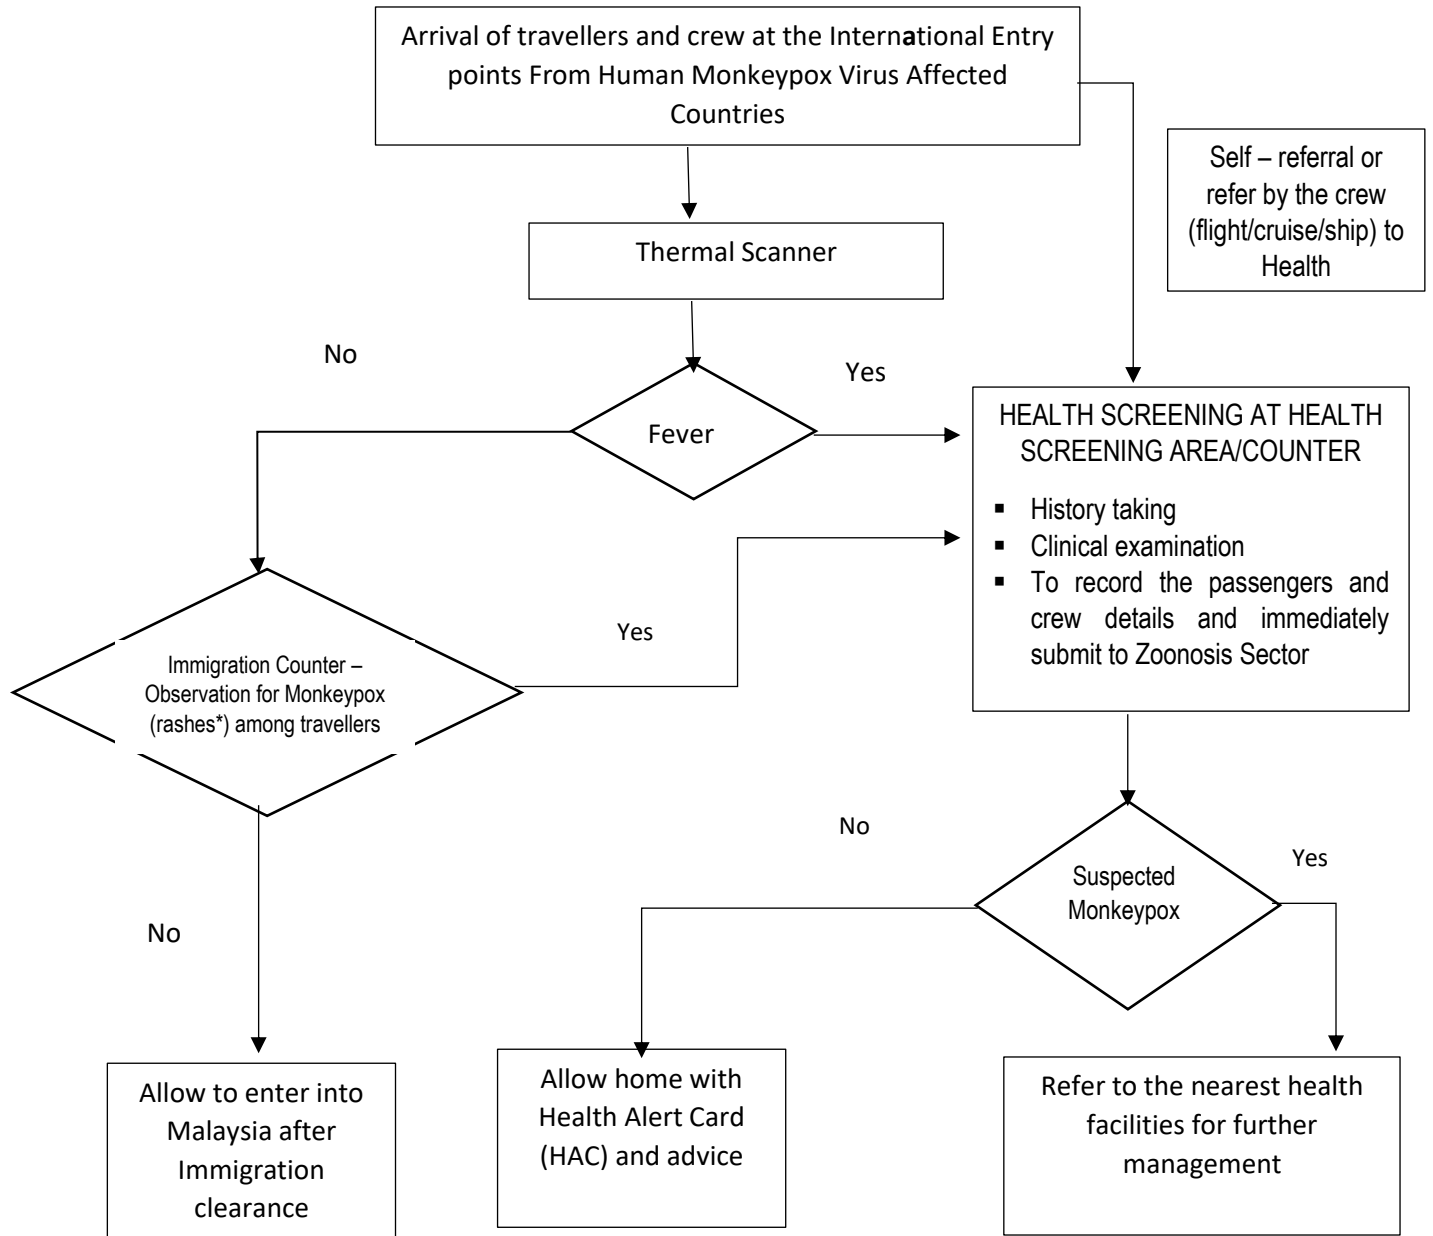 Arrival of travellers and crew at the International Entry
points From Human Monkeypox Virus Affected
Countries
Self – referral or
refer by the crew
(flight/cruise/ship) to
Health
Thermal Scanner
No
Yes
Fever
HEALTH SCREENING AT HEALTH
SCREENING AREA/COUNTER
▪ History taking
▪ Clinical examination
▪ To record the passengers and
crew details and immediately
submit to Zoonosis Sector
Yes
Immigration Counter –
Observation for Monkeypox
(rashes*) among travellers
No
No
Yes
Suspected
Monkeypox
Allow to enter into
Malaysia after
Immigration
clearance
Allow home with
Health Alert Card
(HAC) and advice
Refer to the nearest health
facilities for further
management